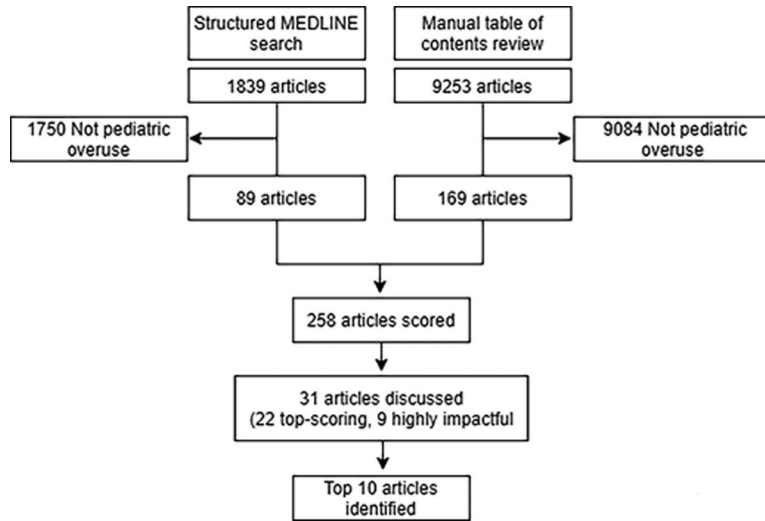 Structured MEDLINE
search
Manual table of
contents review
1839 articles
9253 articles
1750 Not pediatric
overuse
9084 Not pediatric
overuse
89 articles
169 articles
258 articles scored
31 articles discussed
(22 top-scoring, 9 highly impactful
Top 10 articles
identified